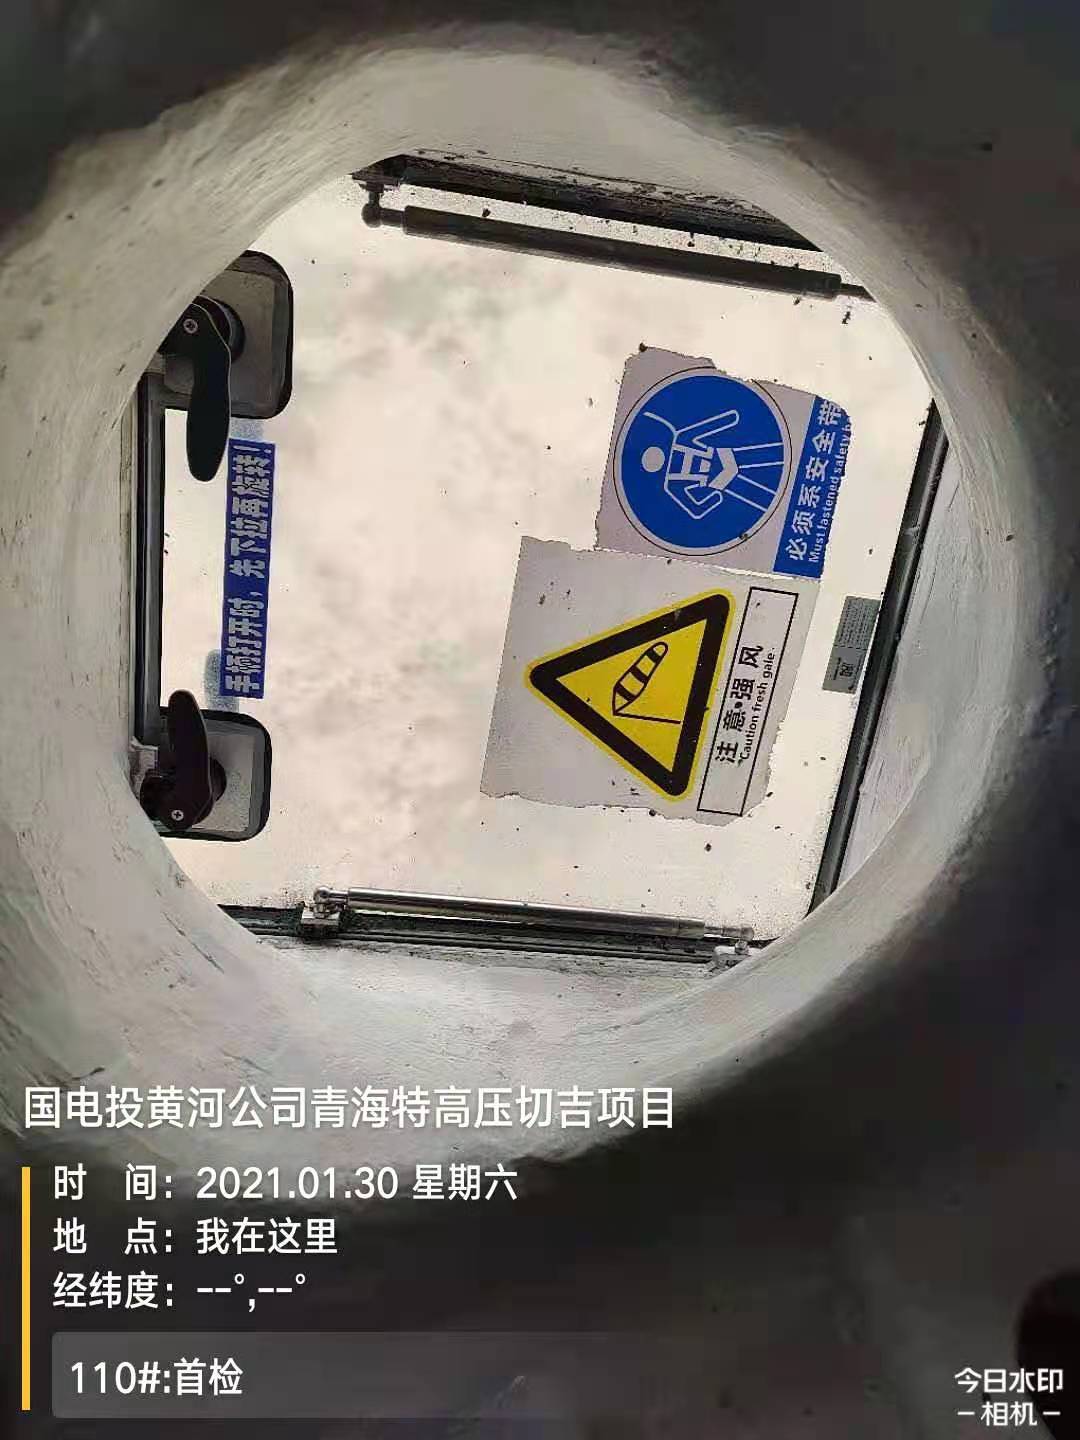 手柄打开时，先下拉再旋转！
必须系安全带
Must fastened safety b
注意强风
Caution fresh gale
国电投黄河公司青海特高压切吉项目
时 间：2021.01.30 星期六
地 点：我在这里
经纬度：--°,--°
110#:首检
今日水印
-相机-